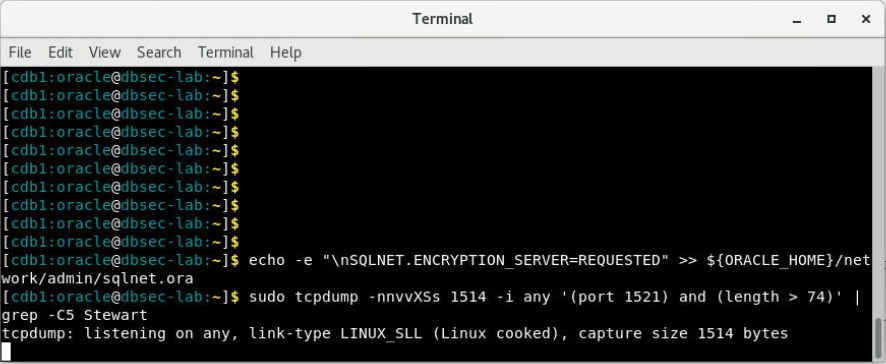 Terminal
File Edit View Search Terminal Help
[cdb1:oracle@dbsec-lab:~]$
[cdb1:oracle@dbsec-lab:~]$
[cdb1:oracle@dbsec-lab:~]$
[cdb1:oracle@dbsec-lab:~]$
[cdb1:oracle@dbsec-lab:~]$
[cdb1:oracle@dbsec-lab:~]$
[cdb1:oracle@dbsec-lab:~]$
[cdb1:oracle@dbsec-lab:~]$
[cdb1:oracle@dbsec-lab:~]$
[cdb1:oracle@dbsec-lab:~]$
[cdb1:oracle@dbsec-lab:~]$ echo -e "\nSQLNET.ENCRYPTION_SERVER=REQUESTED" >> ${ORACLE_HOME}/net
work/admin/sqlnet.ora
[cdb1:oracle@dbsec-lab:~]$ sudo tcpdump -nnvvXSs 1514 -i any '(port 1521) and (length > 74)' |
grep -C5 Stewart
tcpdump: listening on any, link-type LINUX_SLL (Linux cooked), capture size 1514 bytes